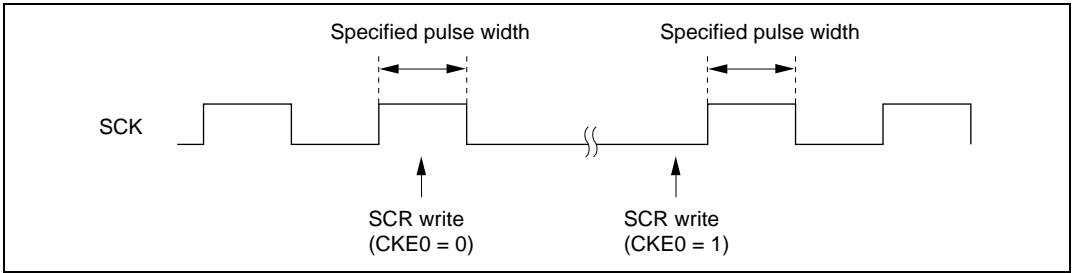 Specified pulse width
Specified pulse width
SCK
SCR write
(CKE0 = 0)
SCR write
(CKE0 = 1)